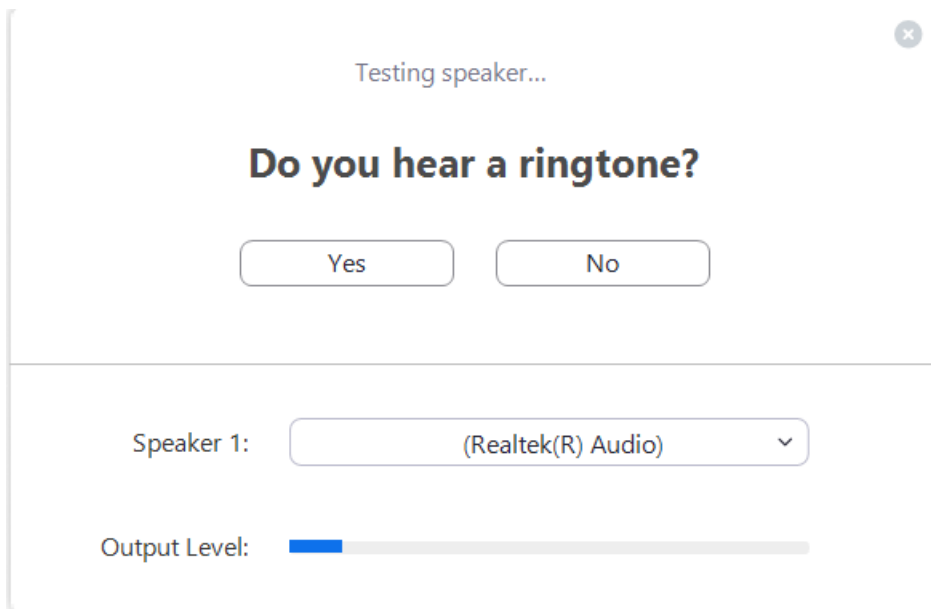 Testing speaker...
Do you hear a ringtone?
Yes No
Speaker 1: (Realtek(R) Audio)
Output Level: